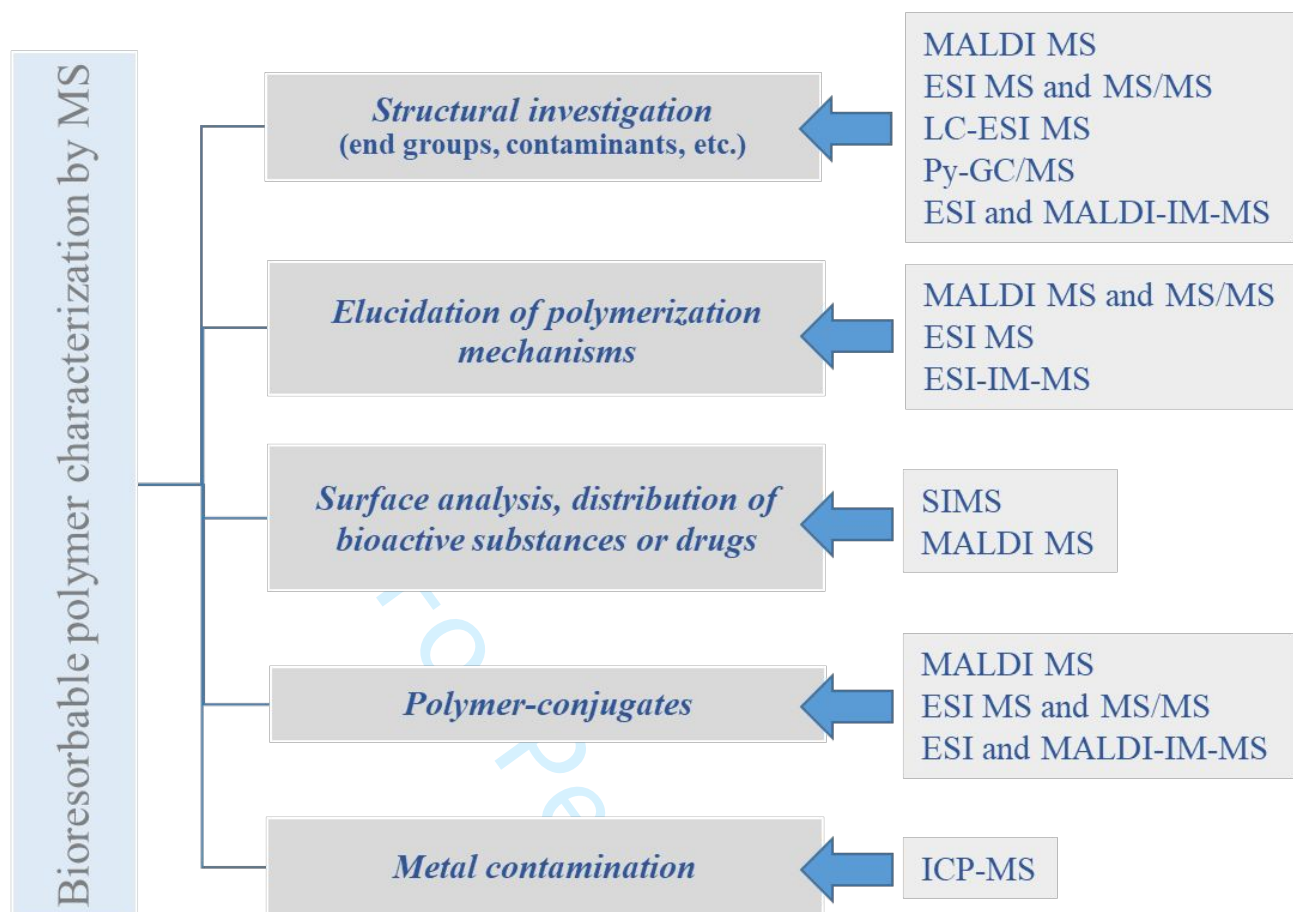 Bioresorbable polymer characterization by MS
Structural investigation
(end groups, contaminants, etc.)
MALDI MS
ESI MS and MS/MS
LC-ESI MS
Py-GC/MS
ESI and MALDI-IM-MS
Elucidation of polymerization
mechanisms
MALDI MS and MS/MS
ESI MS
ESI-IM-MS
Surface analysis, distribution of
bioactive substances or drugs
SIMS
MALDI MS
Polymer-conjugates
MALDI MS
ESI MS and MS/MS
ESI and MALDI-IM-MS
Metal contamination
ICP-MS